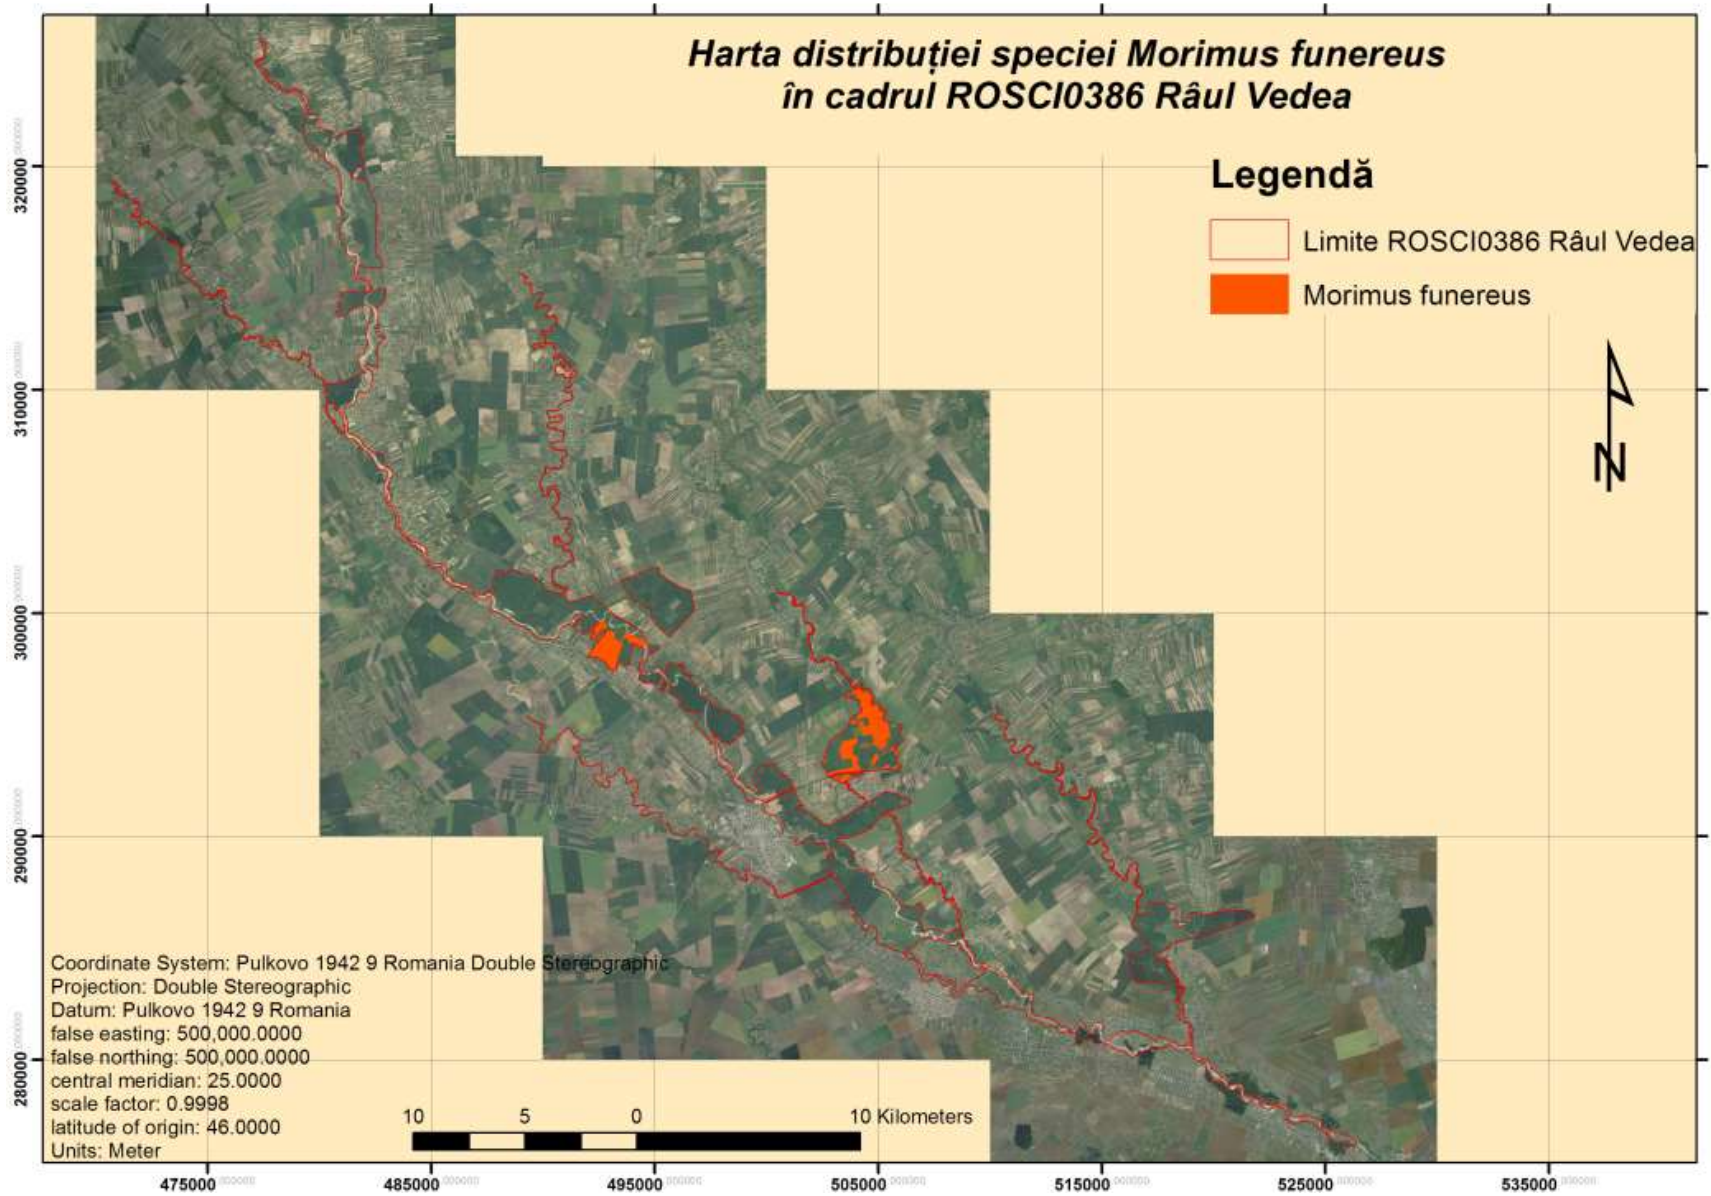 Harta distribuției speciei Morimus funereus
în cadrul ROSCI0386 Râul Vedea
Legendă
Limite ROSCI0386 Râul Vedea
Morimus funereus
N
320000
310000
300000
290000
280000
Coordinate System: Pulkovo 1942 9 Romania Double Stereographic
Projection: Double Stereographic
Datum: Pulkovo 1942 9 Romania
false easting: 500,000.0000
false northing: 500,000.0000
central meridian: 25.0000
scale factor: 0.9998
latitude of origin: 46.0000
Units: Meter
10 5 0 10 Kilometers
475000 485000 495000 505000 515000 525000 535000